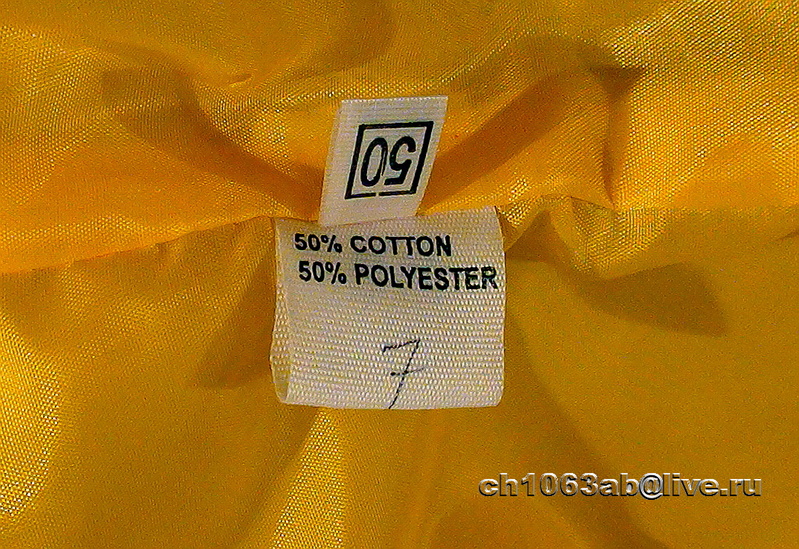 50
50% COTTON
50% POLYESTER
7
ch1063ab@live.ru